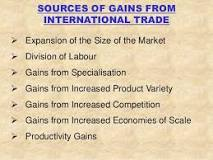 SOURCES OF GAINS FROM
INTERNATIONAL TRADE
➢ Expansion of the Size of the Market
➢ Division of Labour
➢ Gains from Specialisation
➢ Gains from Increased Product Variety
➢ Gains from Increased Competition
➢ Gains from Increased Economies of Scale
➢ Productivity Gains